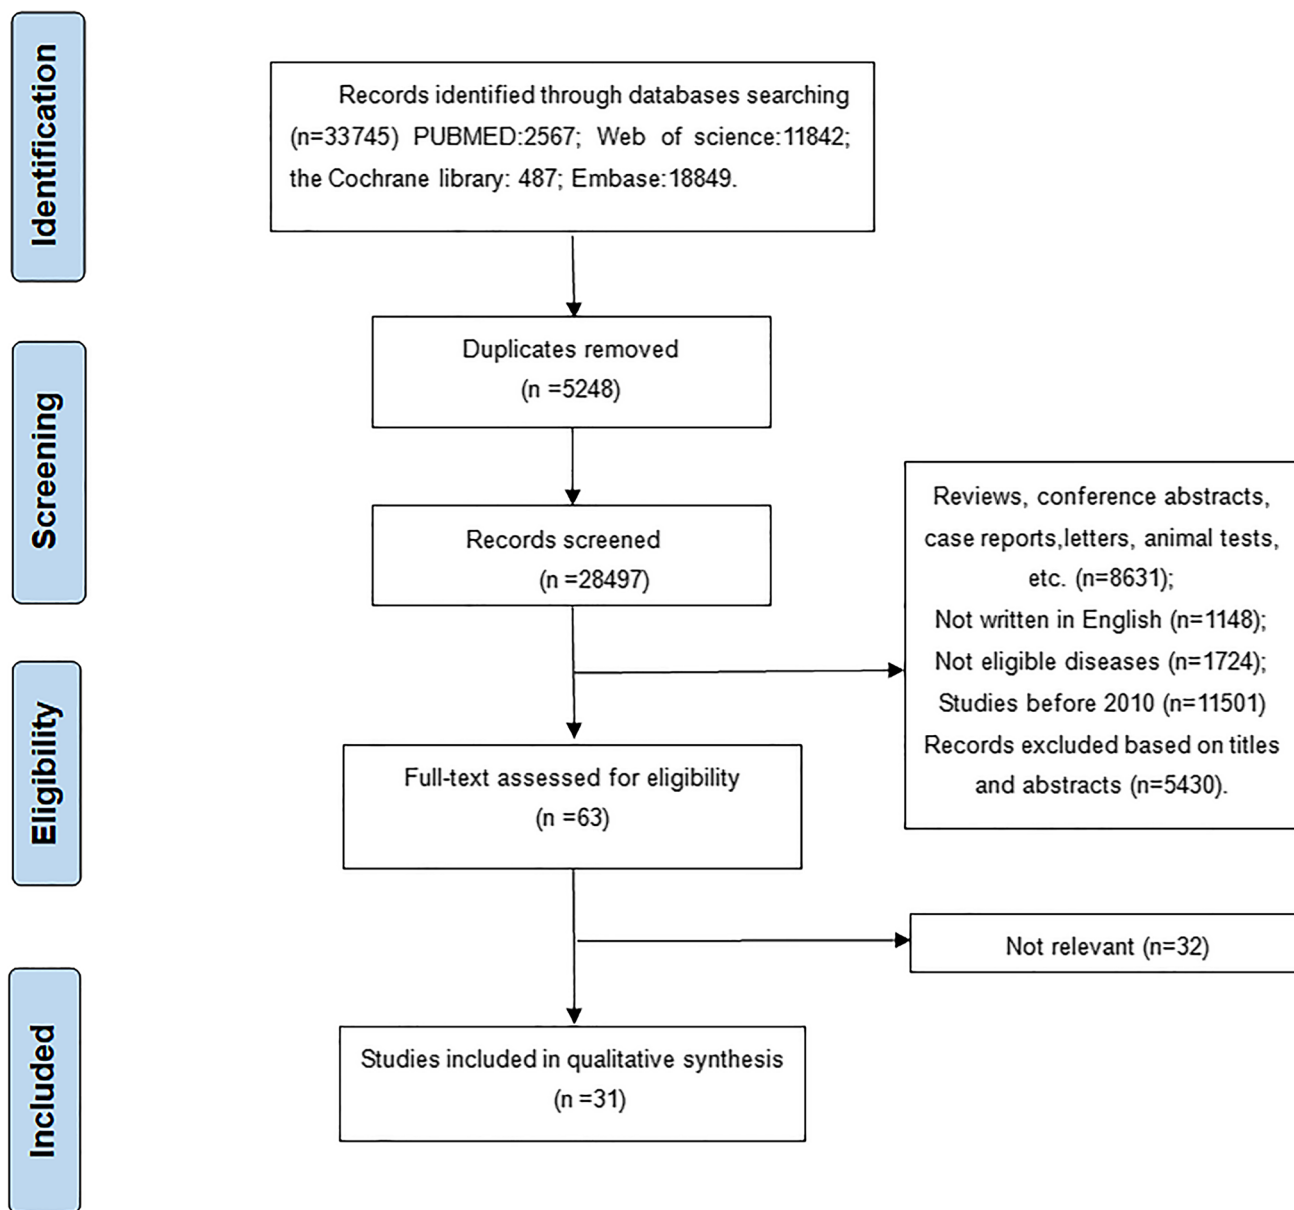 Identification
Records identified through databases searching
(n=33745) PUBMED:2567; Web of science:11842;
the Cochrane library: 487; Embase:18849.
Screening
Duplicates removed
(n =5248)
Records screened
(n =28497)
Reviews, conference abstracts,
case reports,letters, animal tests,
etc. (n=8631);
Not written in English (n=1148);
Not eligible diseases (n=1724);
Studies before 2010 (n=11501)
Records excluded based on titles
and abstracts (n=5430).
Eligibility
Full-text assessed for eligibility
(n =63)
Not relevant (n=32)
Included
Studies included in qualitative synthesis
(n =31)